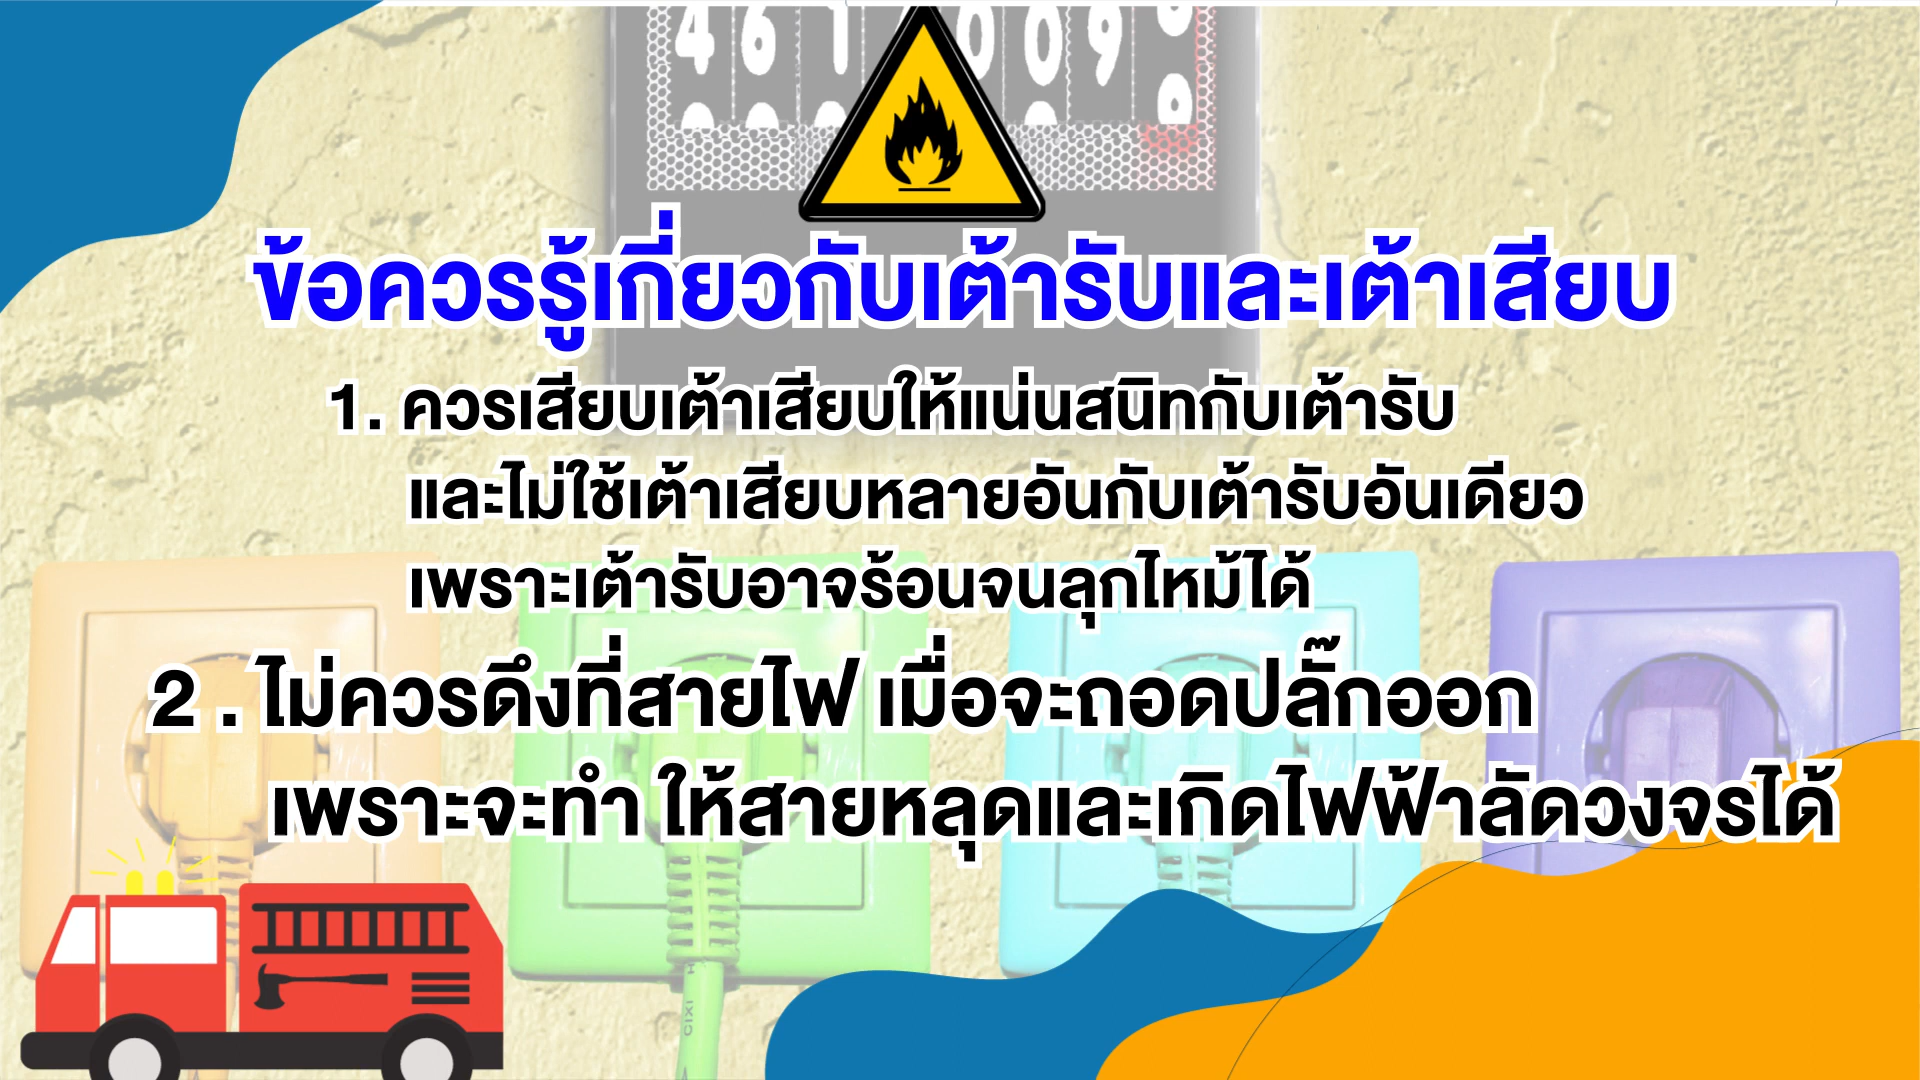 461 0090
ข้อควรรู้เกี่ยวกับเต้ารับและเต้าเสียบ
1. ควรเสียบเต้าเสียบให้แน่นสนิทกับเต้ารับ
และไม่ใช้เต้าเสียบหลายอันกับเต้ารับอันเดียว
เพราะเต้ารับอาจร้อนจนลุกไหม้ได้
2 . ไม่ควรดึงที่สายไฟ เมื่อจะถอดปลั๊กออก
เพราะจะทำ ให้สายหลุดและเกิดไฟฟ้าลัดวงจรได้
CIXI